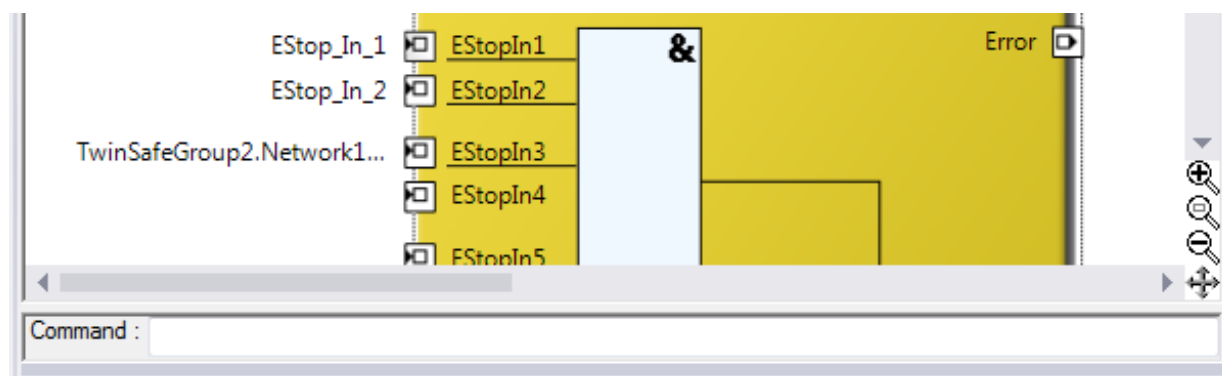 EStop_In_1 EStopIn1 & Error
EStop_In_2 EStopIn2
TwinSafeGroup2.Network1... EStopIn3
EStopIn4
EStopIn5
Command :